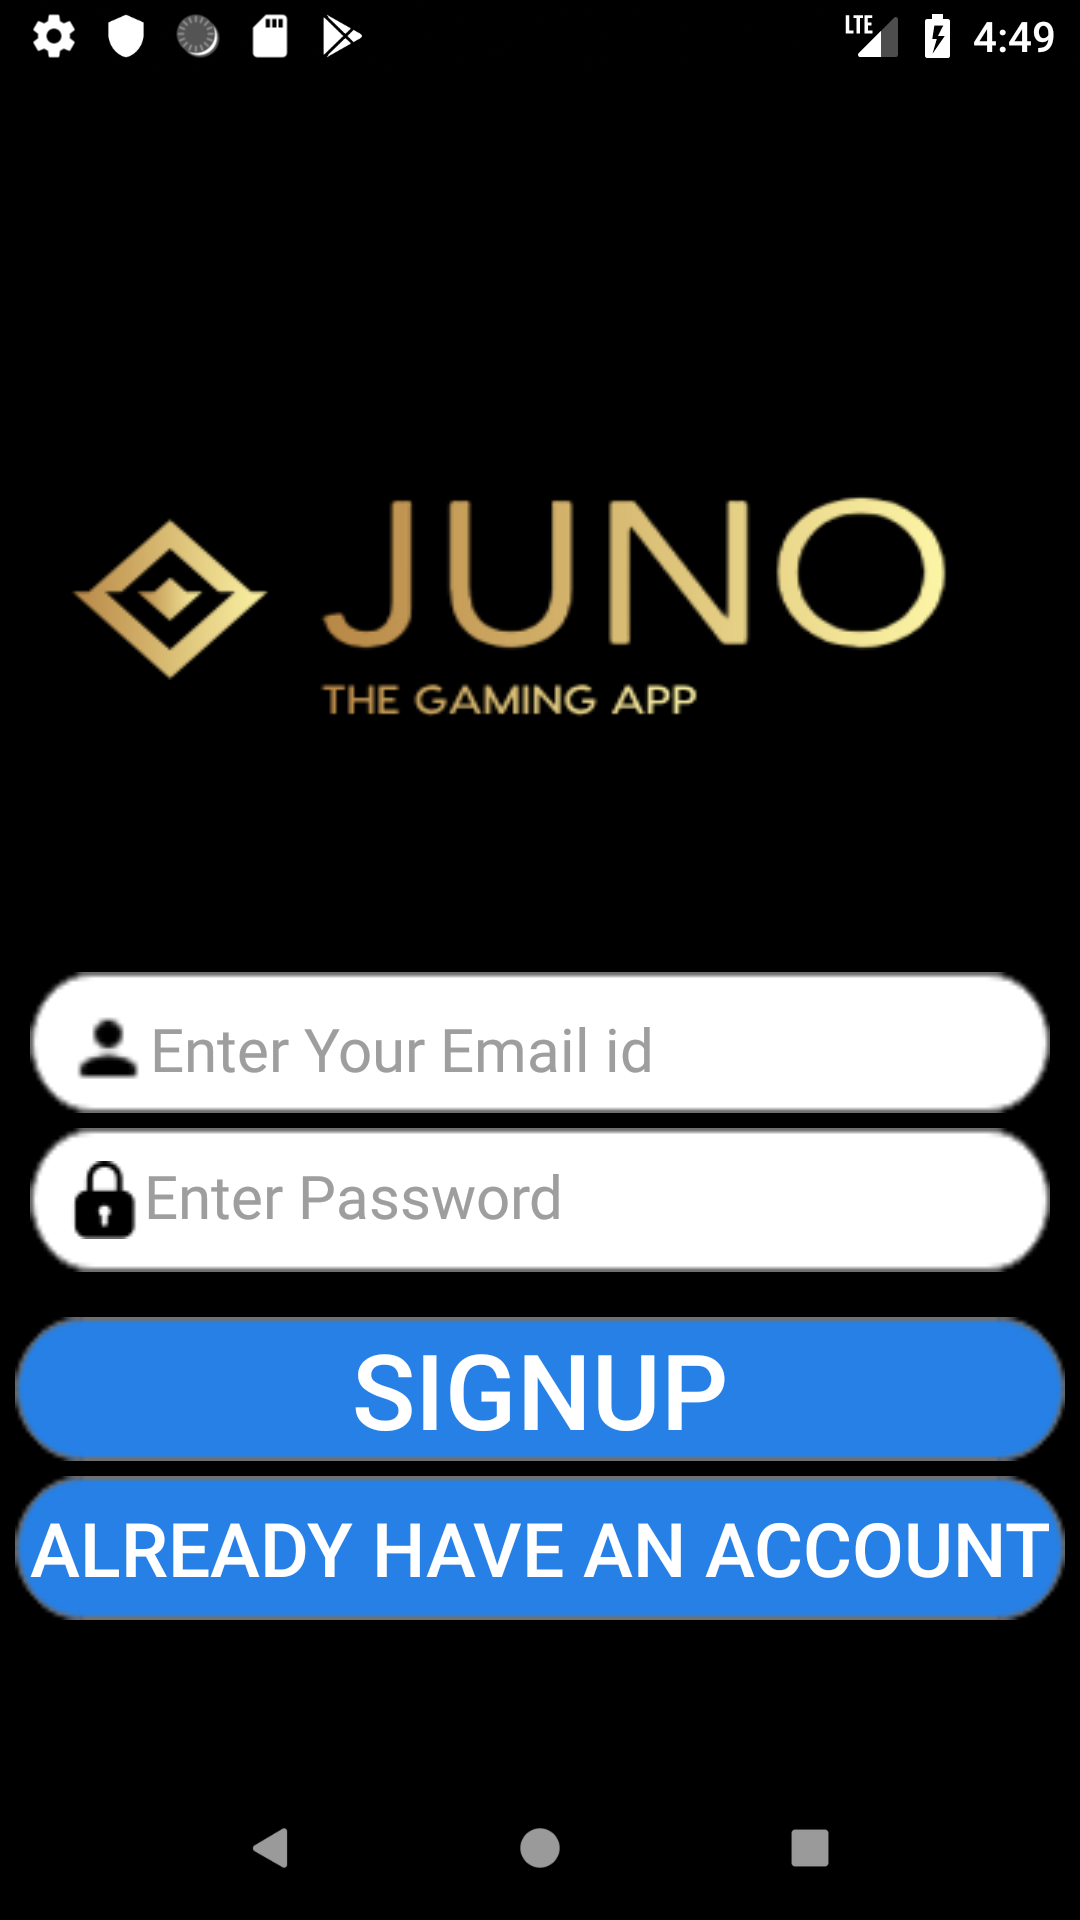 LTE 4:49
JUNO
THE GAMING APP
Enter Your Email id
Enter Password
SIGNUP
ALREADY HAVE AN ACCOUNT